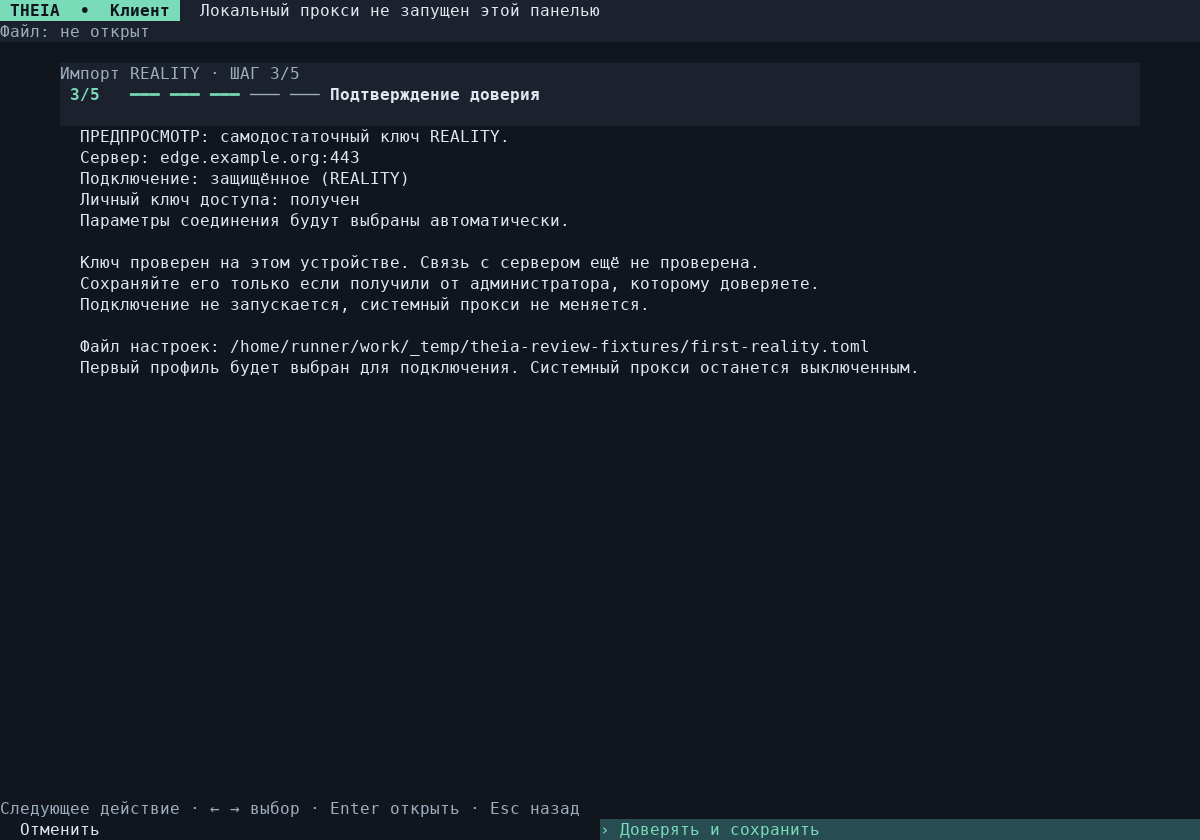 THEIA • Клиент Локальный прокси не запущен этой панелью
Файл: не открыт
Импорт REALITY · ШАГ 3/5
3/5 ━━━ ━━━ ━━━ ─── ─── Подтверждение доверия
ПРЕДПРОСМОТР: самодостаточный ключ REALITY.
Сервер: edge.example.org:443
Подключение: защищённое (REALITY)
Личный ключ доступа: получен
Параметры соединения будут выбраны автоматически.
Ключ проверен на этом устройстве. Связь с сервером ещё не проверена.
Сохраняйте его только если получили от администратора, которому доверяете.
Подключение не запускается, системный прокси не меняется.
Файл настроек: /home/runner/work/_temp/theia-review-fixtures/first-reality.toml
Первый профиль будет выбран для подключения. Системный прокси останется выключенным.
Следующее действие · ← → выбор · Enter открыть · Esc назад
Отменить › Доверять и сохранить